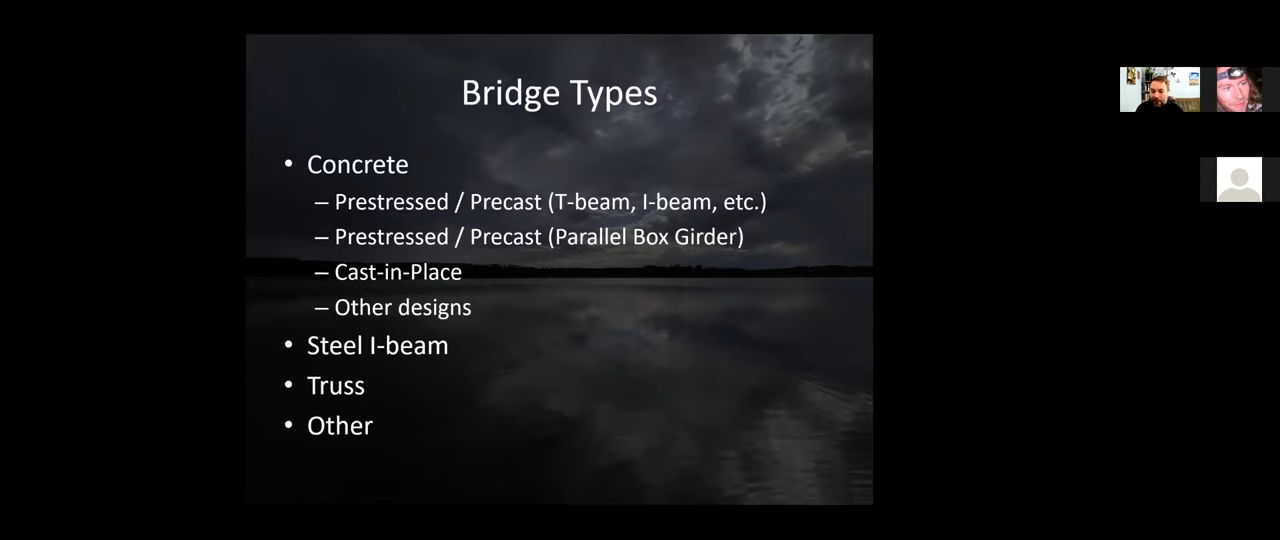 Bridge Types
• Concrete
– Prestressed / Precast (T-beam, I-beam, etc.)
– Prestressed / Precast (Parallel Box Girder)
– Cast-in-Place
– Other designs
• Steel I-beam
• Truss
• Other